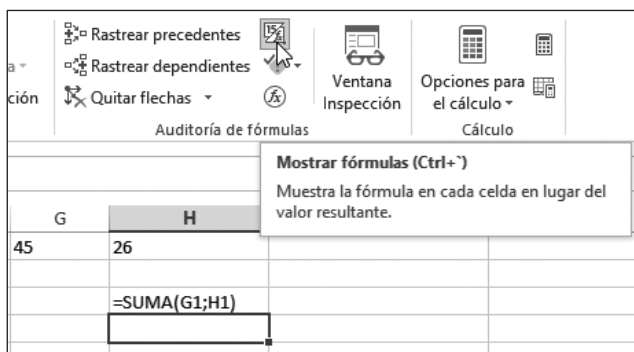 Rastrear precedentes
Rastrear dependientes
ción
Quitar flechas
Ventana
Inspección
Opciones para
el cálculo
Auditoría de fórmulas
Cálculo
Mostrar fórmulas (Ctrl+`)
Muestra la fórmula en cada celda en lugar del
valor resultante.
G H
45 26
=SUMA(G1;H1)